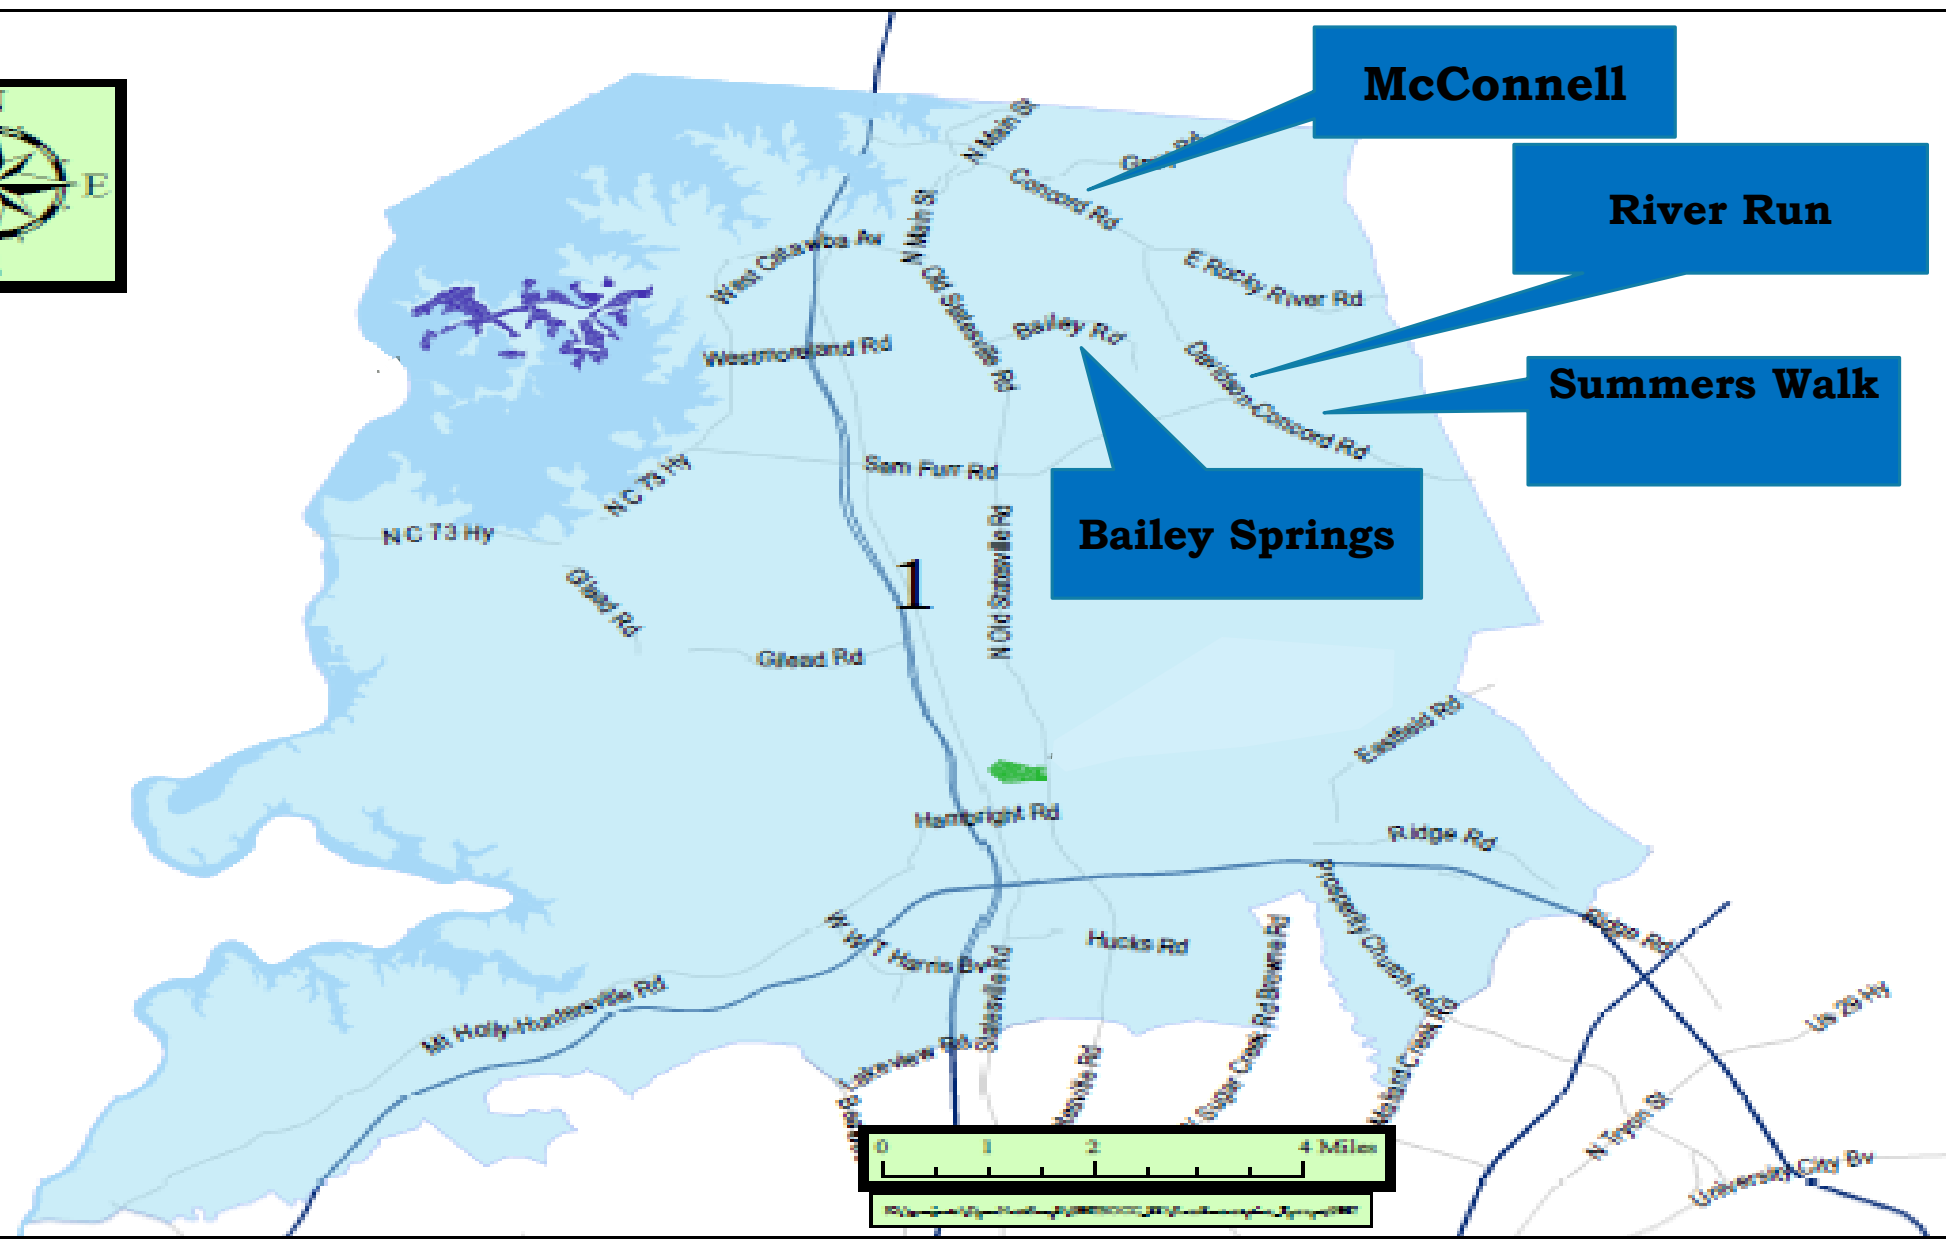 McConnell
N Main St
Concord Rd
E
River Run
N Main St
West Catawba Av
E Rocky River Rd
Old Statesville Rd
Bailey Rd
Westmoreland Rd
Davidson-Concord Rd
Summers Walk
Sam Furr Rd
N C 73 Hy
N C 73 Hy
Bailey Springs
1
N Old Statesville Rd
Gilead Rd
Gilead Rd
Eastfield Rd
Hambright Rd
Ridge Rd
Prosperity Church Rd
Ridge Rd
W W T Harris Bv
Hucks Rd
Statesville Rd
Browne Rd
Mt Holly-Huntersville Rd
Us 29 Hy
Lakeview Rd
Sugar Creek Rd
Mallard Creek Rd
N Tryon St
University City Bv
0 1 2 4 Miles